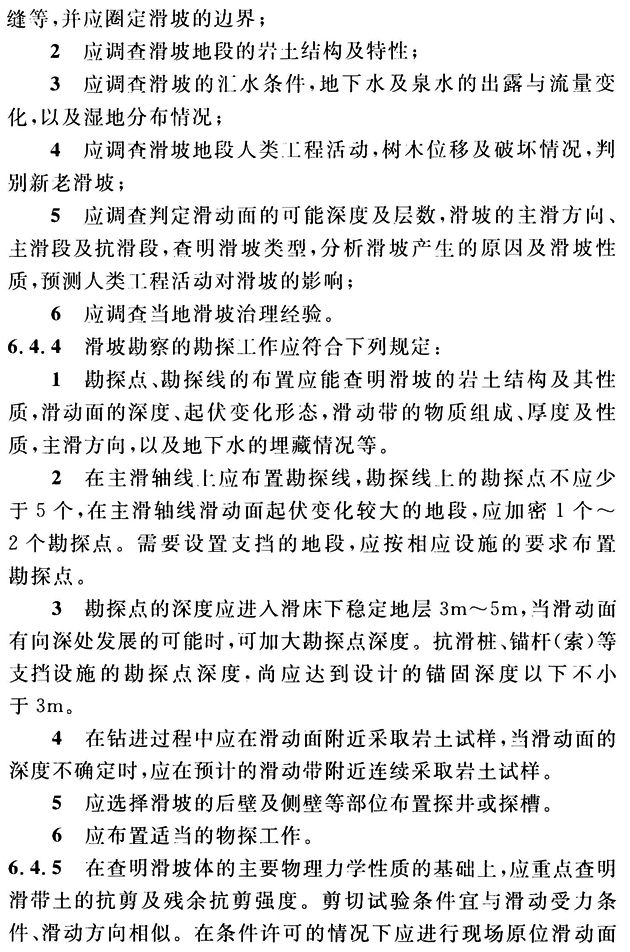 缝等,并应圈定滑坡的边界;
2 应调查滑坡地段的岩土结构及特性;
3 应调查滑坡的汇水条件,地下水及泉水的出露与流量变
化,以及湿地分布情况;
4 应调查滑坡地段人类工程活动,树木位移及破坏情况,判
别新老滑坡;
5 应调查判定滑动面的可能深度及层数,滑坡的主滑方向、
主滑段及抗滑段,查明滑坡类型,分析滑坡产生的原因及滑坡性
质,预测人类工程活动对滑坡的影响;
6 应调查当地滑坡治理经验。
6.4.4 滑坡勘察的勘探工作应符合下列规定:
1 勘探点、勘探线的布置应能查明滑坡的岩土结构及其性
质,滑动面的深度、起伏变化形态,滑动带的物质组成、厚度及性
质,主滑方向,以及地下水的埋藏情况等。
2 在主滑轴线上应布置勘探线,勘探线上的勘探点不应少
于5个,在主滑轴线滑动面起伏变化较大的地段,应加密1个～
2个勘探点。需要设置支挡的地段,应按相应设施的要求布置
勘探点。
3 勘探点的深度应进入滑床下稳定地层3m～5m,当滑动面
有向深处发展的可能时,可加大勘探点深度。抗滑桩、锚杆(索)等
支挡设施的勘探点深度,尚应达到设计的锚固深度以下不小
于3m。
4 在钻进过程中应在滑动面附近采取岩土试样,当滑动面的
深度不确定时,应在预计的滑动带附近连续采取岩土试样。
5 应选择滑坡的后壁及侧壁等部位布置探井或探槽。
6 应布置适当的物探工作。
6.4.5 在查明滑坡体的主要物理力学性质的基础上,应重点查明
滑带土的抗剪及残余抗剪强度。剪切试验条件宜与滑动受力条
件、滑动方向相似。在条件许可的情况下应进行现场原位滑动面